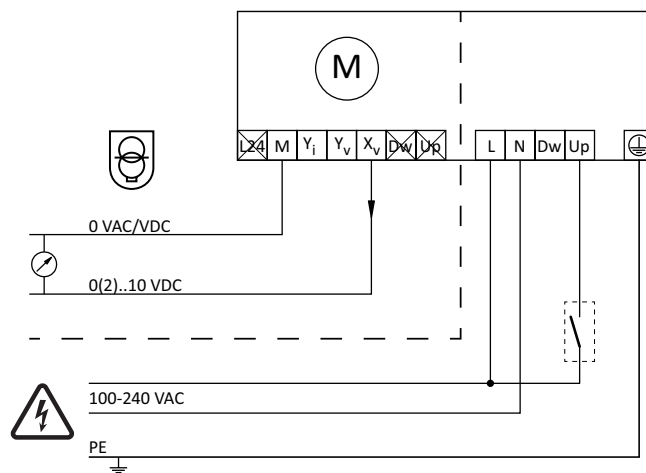 M
L24 M Yi Yv Xv Dw Up L N Dw Up
0 VAC/VDC
0(2)..10 VDC
100-240 VAC
PE